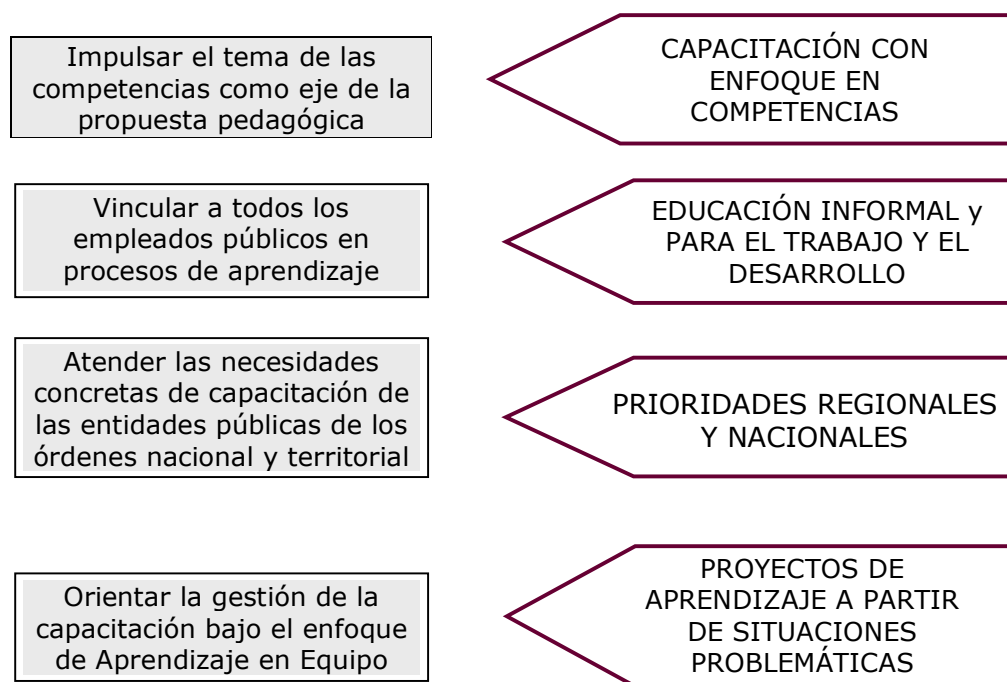 Impulsar el tema de las
competencias como eje de la
propuesta pedagógica
CAPACITACIÓN CON
ENFOQUE EN
COMPETENCIAS
Vincular a todos los
empleados públicos en
procesos de aprendizaje
EDUCACIÓN INFORMAL y
PARA EL TRABAJO Y EL
DESARROLLO
Atender las necesidades
concretas de capacitación de
las entidades públicas de los
órdenes nacional y territorial
PRIORIDADES REGIONALES
Y NACIONALES
Orientar la gestión de la
capacitación bajo el enfoque
de Aprendizaje en Equipo
PROYECTOS DE
APRENDIZAJE A PARTIR
DE SITUACIONES
PROBLEMÁTICAS